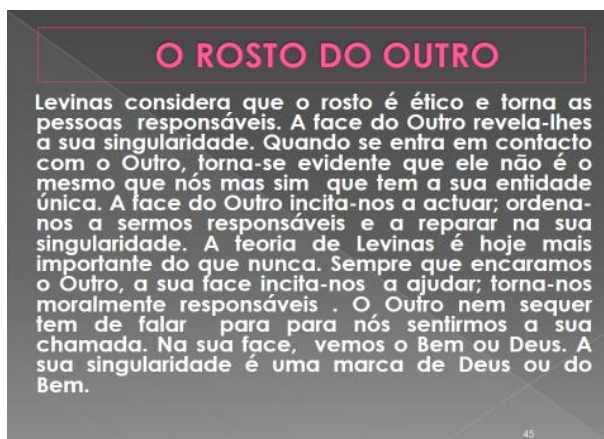 O ROSTO DO OUTRO
Levinas considera que o rosto é ético e torna as
pessoas responsáveis. A face do Outro revela-lhes
a sua singularidade. Quando se entra em contacto
com o Outro, torna-se evidente que ele não é o
mesmo que nós mas sim que tem a sua entidade
única. A face do Outro incita-nos a actuar; ordena-
nos a sermos responsáveis e a reparar na sua
singularidade. A teoria de Levinas é hoje mais
importante do que nunca. Sempre que encaramos
o Outro, a sua face incita-nos a ajudar; torna-nos
moralmente responsáveis . O Outro nem sequer
tem de falar para para nós sentirmos a sua
chamada. Na sua face, vemos o Bem ou Deus. A
sua singularidade é uma marca de Deus ou do
Bem.
45